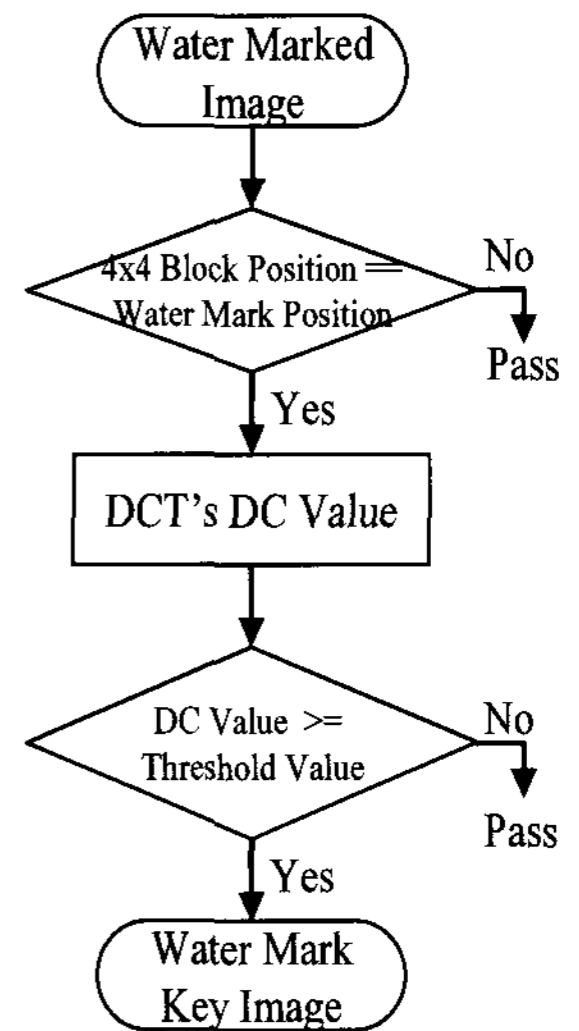 Water Marked
Image
4x4 Block Position ==
Water Mark Position
No
Pass
Yes
DCT's DC Value
DC Value >=
Threshold Value
No
Pass
Yes
Water Mark
Key Image